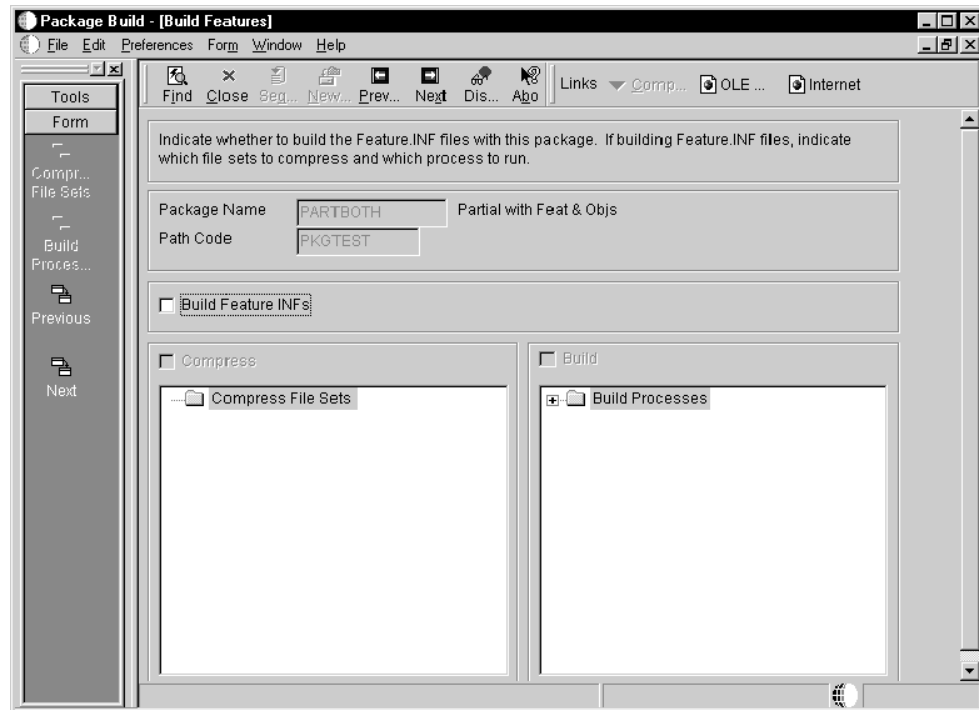 Package Build - [Build Features]
File Edit Preferences Form Window Help
Tools
Form
Compr...
File Sets
Build
Proces...
Previous
Next
Find Close Seq... New... Prev... Next Dis... Abo Links Comp... OLE ... Internet
Indicate whether to build the Feature.INF files with this package. If building Feature.INF files, indicate
which file sets to compress and which process to run.
Package Name PARTBOTH Partial with Feat & Objs
Path Code PKGTEST
Build Feature INFs
Compress
Compress File Sets
Build
Build Processes